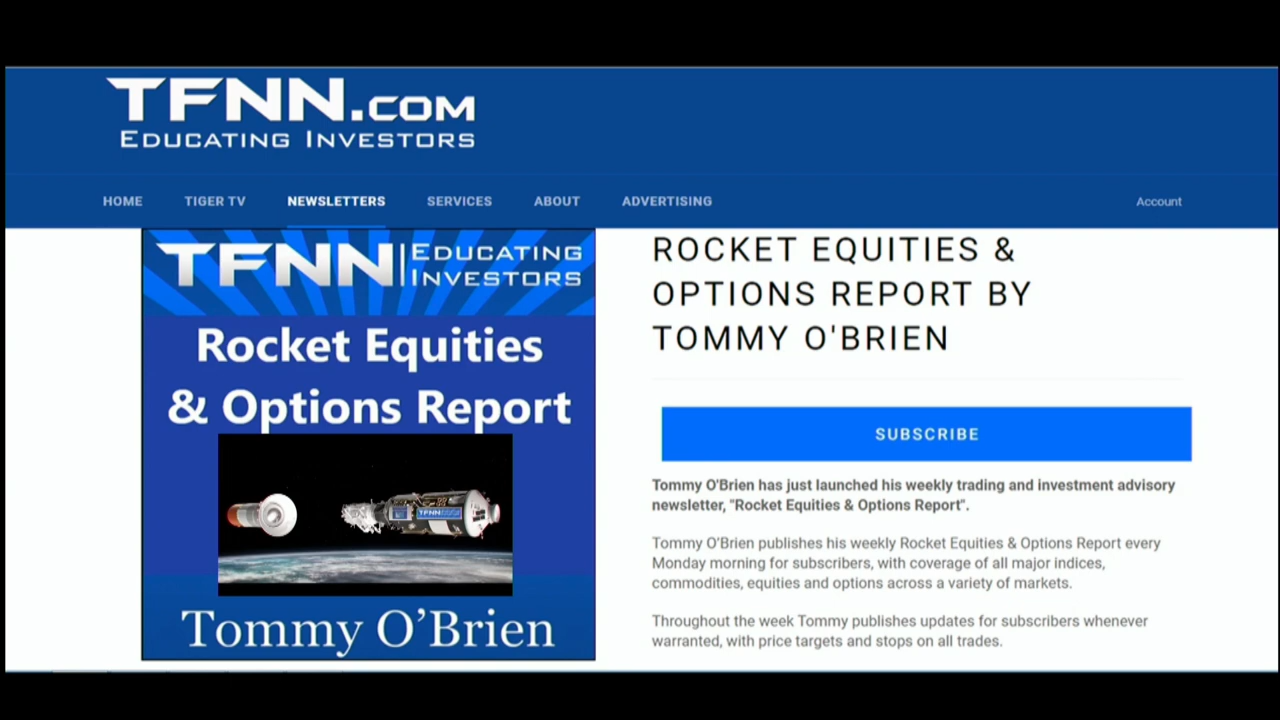 TFNN.COM
EDUCATING INVESTORS
HOME TIGER TV NEWSLETTERS SERVICES ABOUT ADVERTISING Account
TFNN EDUCATING
INVESTORS
Rocket Equities
& Options Report
TFNN.COM
Tommy O’Brien
ROCKET EQUITIES &
OPTIONS REPORT BY
TOMMY O'BRIEN
SUBSCRIBE
Tommy O'Brien has just launched his weekly trading and investment advisory
newsletter, "Rocket Equities & Options Report".
Tommy O’Brien publishes his weekly Rocket Equities & Options Report every
Monday morning for subscribers, with coverage of all major indices,
commodities, equities and options across a variety of markets.
Throughout the week Tommy publishes updates for subscribers whenever
warranted, with price targets and stops on all trades.